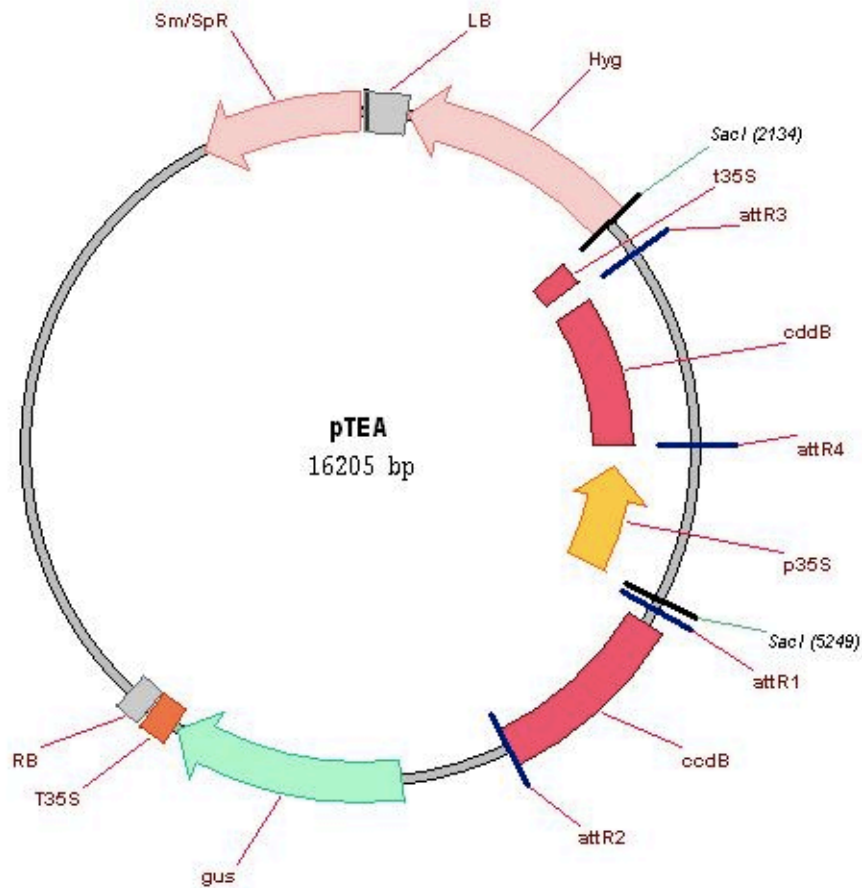 Sm/SpR
LB
Hyg
SacI (2134)
t35S
attR3
cddB
attR4
p35S
SacI (5249)
attR1
ccdB
attR2
gus
T35S
RB
pTEA
16205 bp